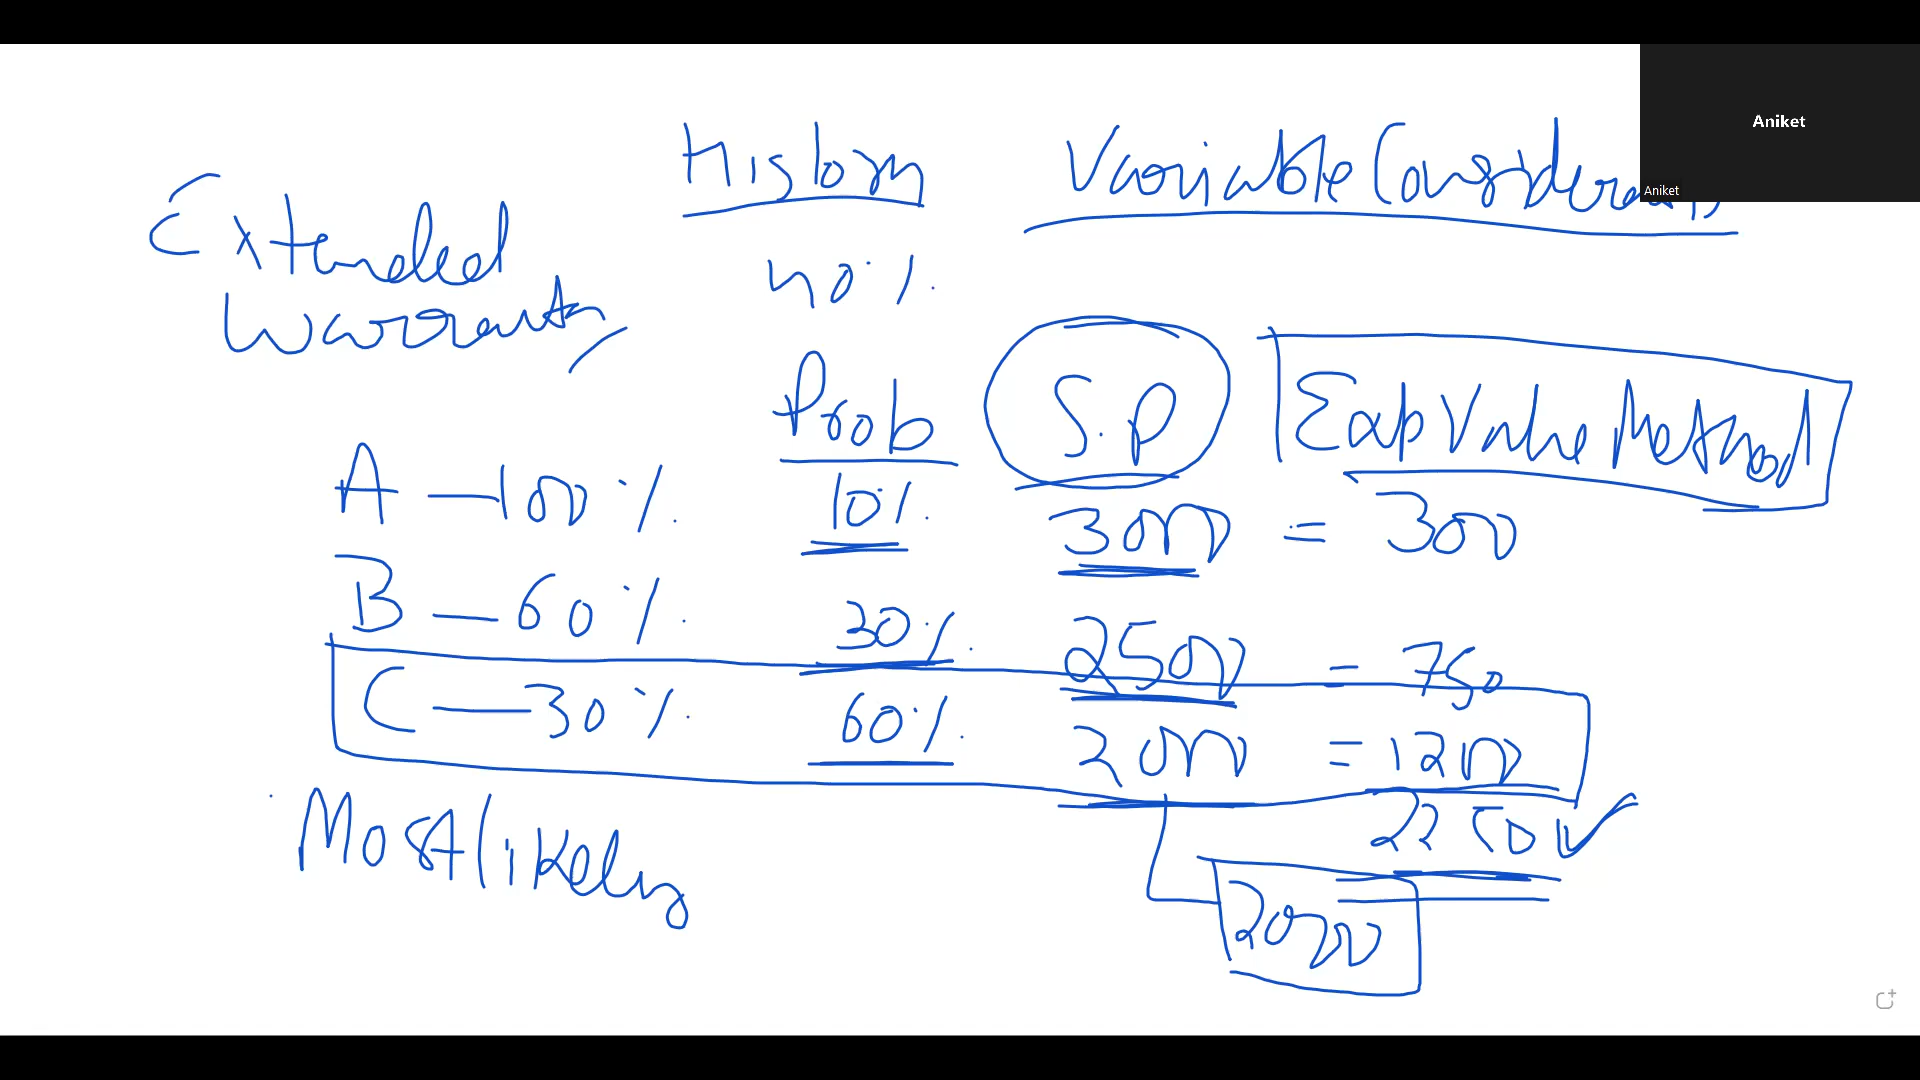 Aniket
Aniket
History Variable Consideration
Extended
Warranty
40%.
Prob S.P Exp Value Method
A — 100%. 10%. 3000 = 300
B — 60%. 30%. 2500 = 750
C — 30%. 60%. 2000 = 1200
2250
Most likely
2000